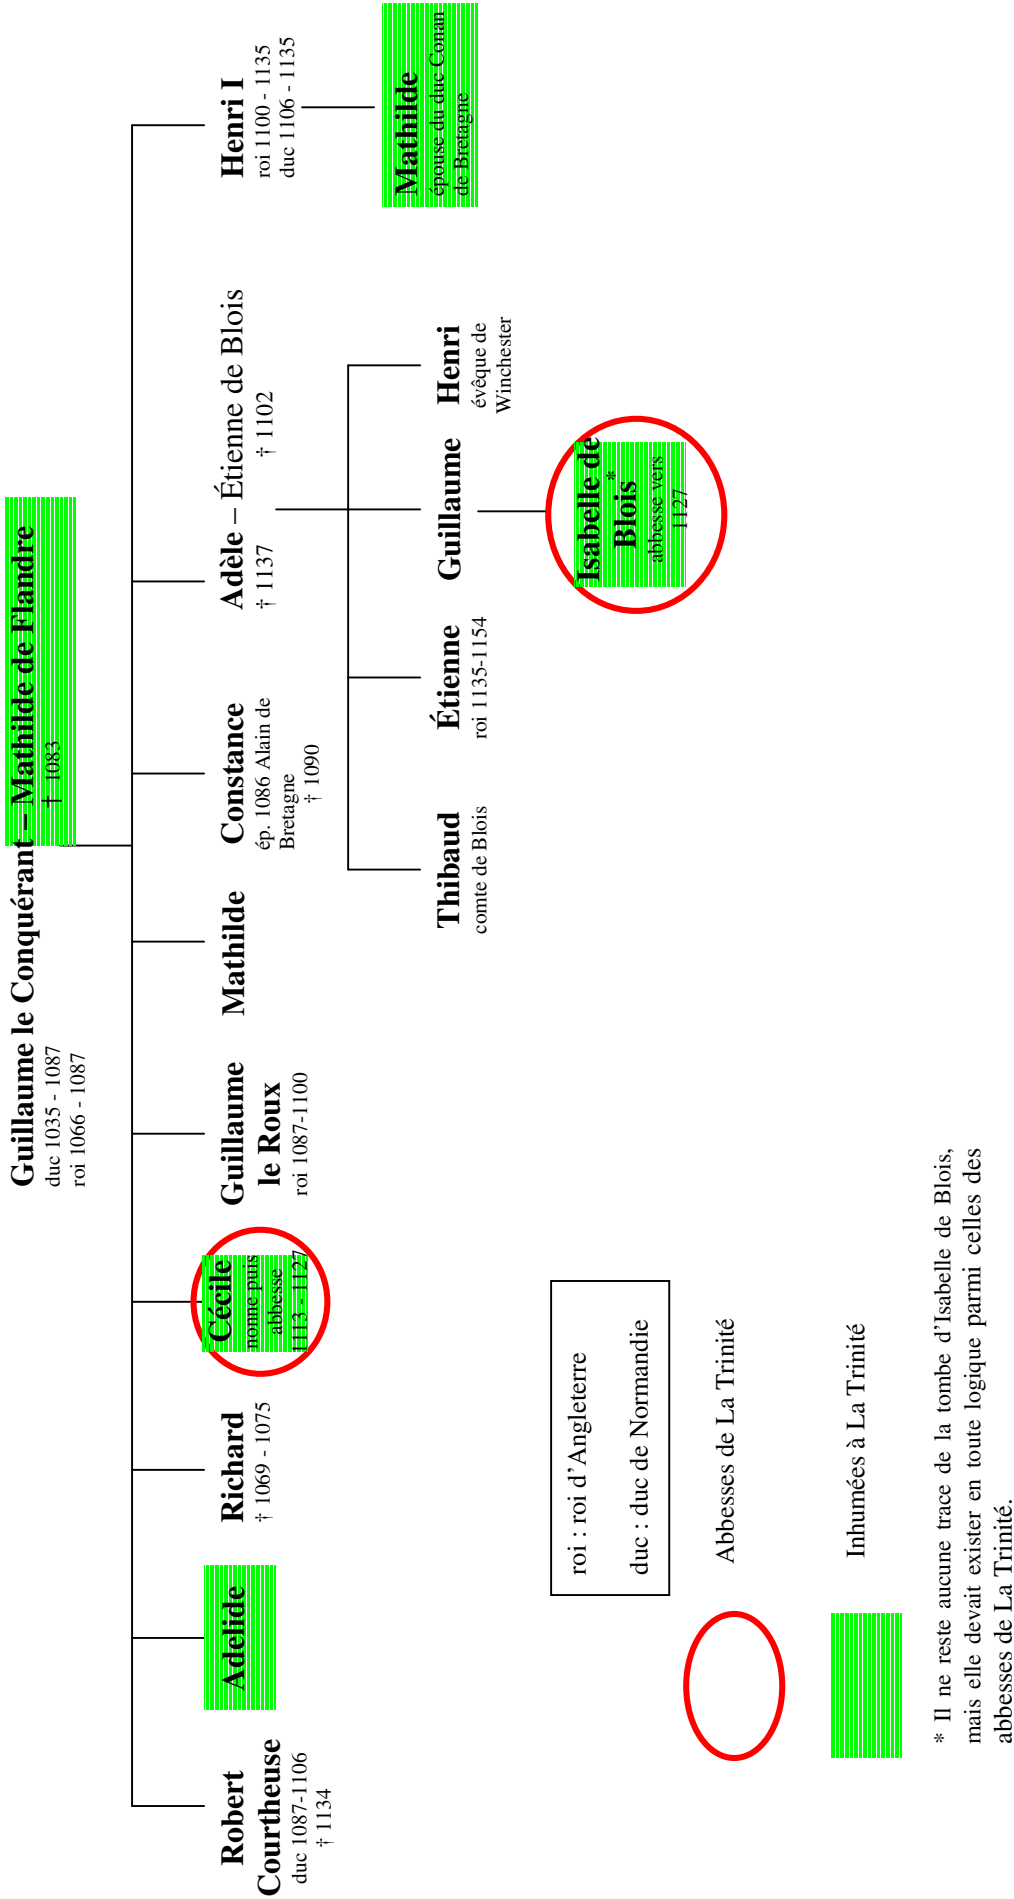 Guillaume le Conquérant – Mathilde de Flandre
duc 1035 - 1087
roi 1066 - 1087
† 1083
Robert
Courtheuse
duc 1087-1106
† 1134
Adelide
Richard
† 1069 - 1075
Cécile
nonne puis
abbesse
1113 - 1127
Guillaume
le Roux
roi 1087-1100
Mathilde
Constance
ép. 1086 Alain de
Bretagne
† 1090
Adèle – Étienne de Blois
† 1137
† 1102
Henri I
roi 1100 - 1135
duc 1106 - 1135
Thibaud
comte de Blois
Étienne
roi 1135-1154
Guillaume
Henri
évêque de
Winchester
Mathilde
épouse du duc Conan
de Bretagne
Isabelle de
Blois *
abbesse vers
1127
roi : roi d'Angleterre
duc : duc de Normandie
Abbesses de La Trinité
Inhumées à La Trinité
* Il ne reste aucune trace de la tombe d'Isabelle de Blois,
mais elle devait exister en toute logique parmi celles des
abbesses de La Trinité.